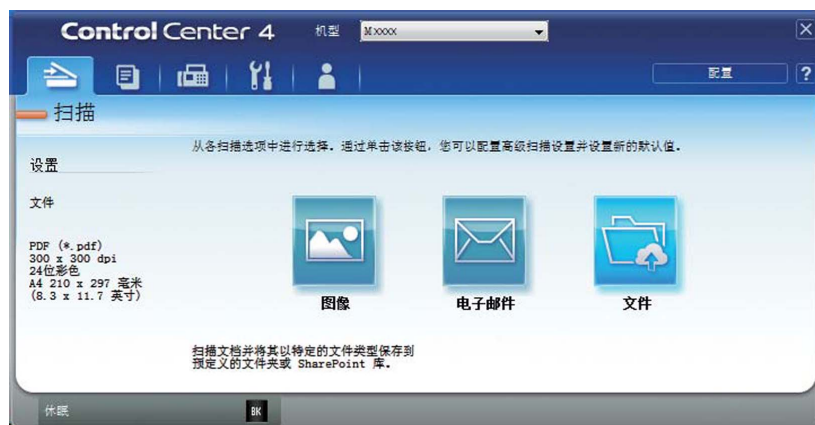 Control Center 4
机型
Mxxxx
配置
?
扫描
从各扫描选项中进行选择. 通过单击该按钮, 您可以配置高级扫描设置并设置新的默认值.
设置
文件
PDF (*.pdf)
300 x 300 dpi
24位彩色
A4 210 x 297 毫米
(8.3 x 11.7 英寸)
图像
电子邮件
文件
扫描文档并将其以特定的文件类型保存到
预定义的文件夹或 SharePoint 库.
休眠
BK